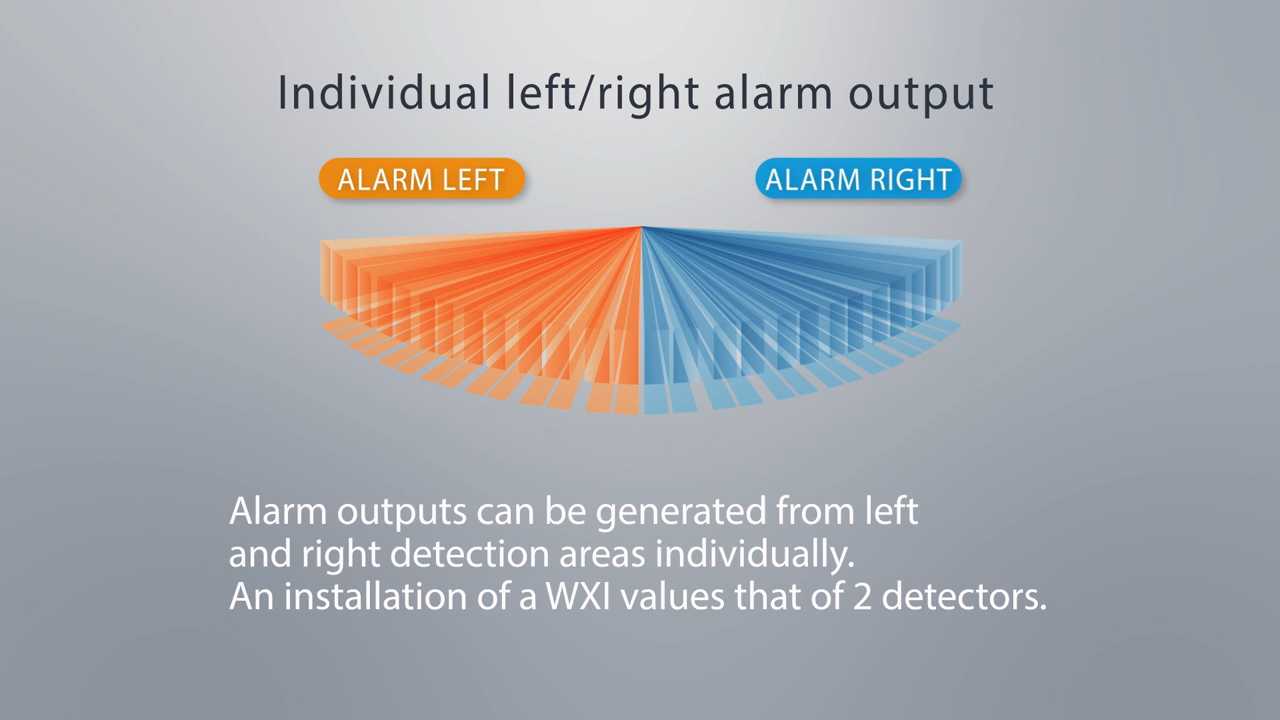 Individual left/right alarm output
ALARM LEFT
ALARM RIGHT
Alarm outputs can be generated from left
and right detection areas individually.
An installation of a WXI values that of 2 detectors.